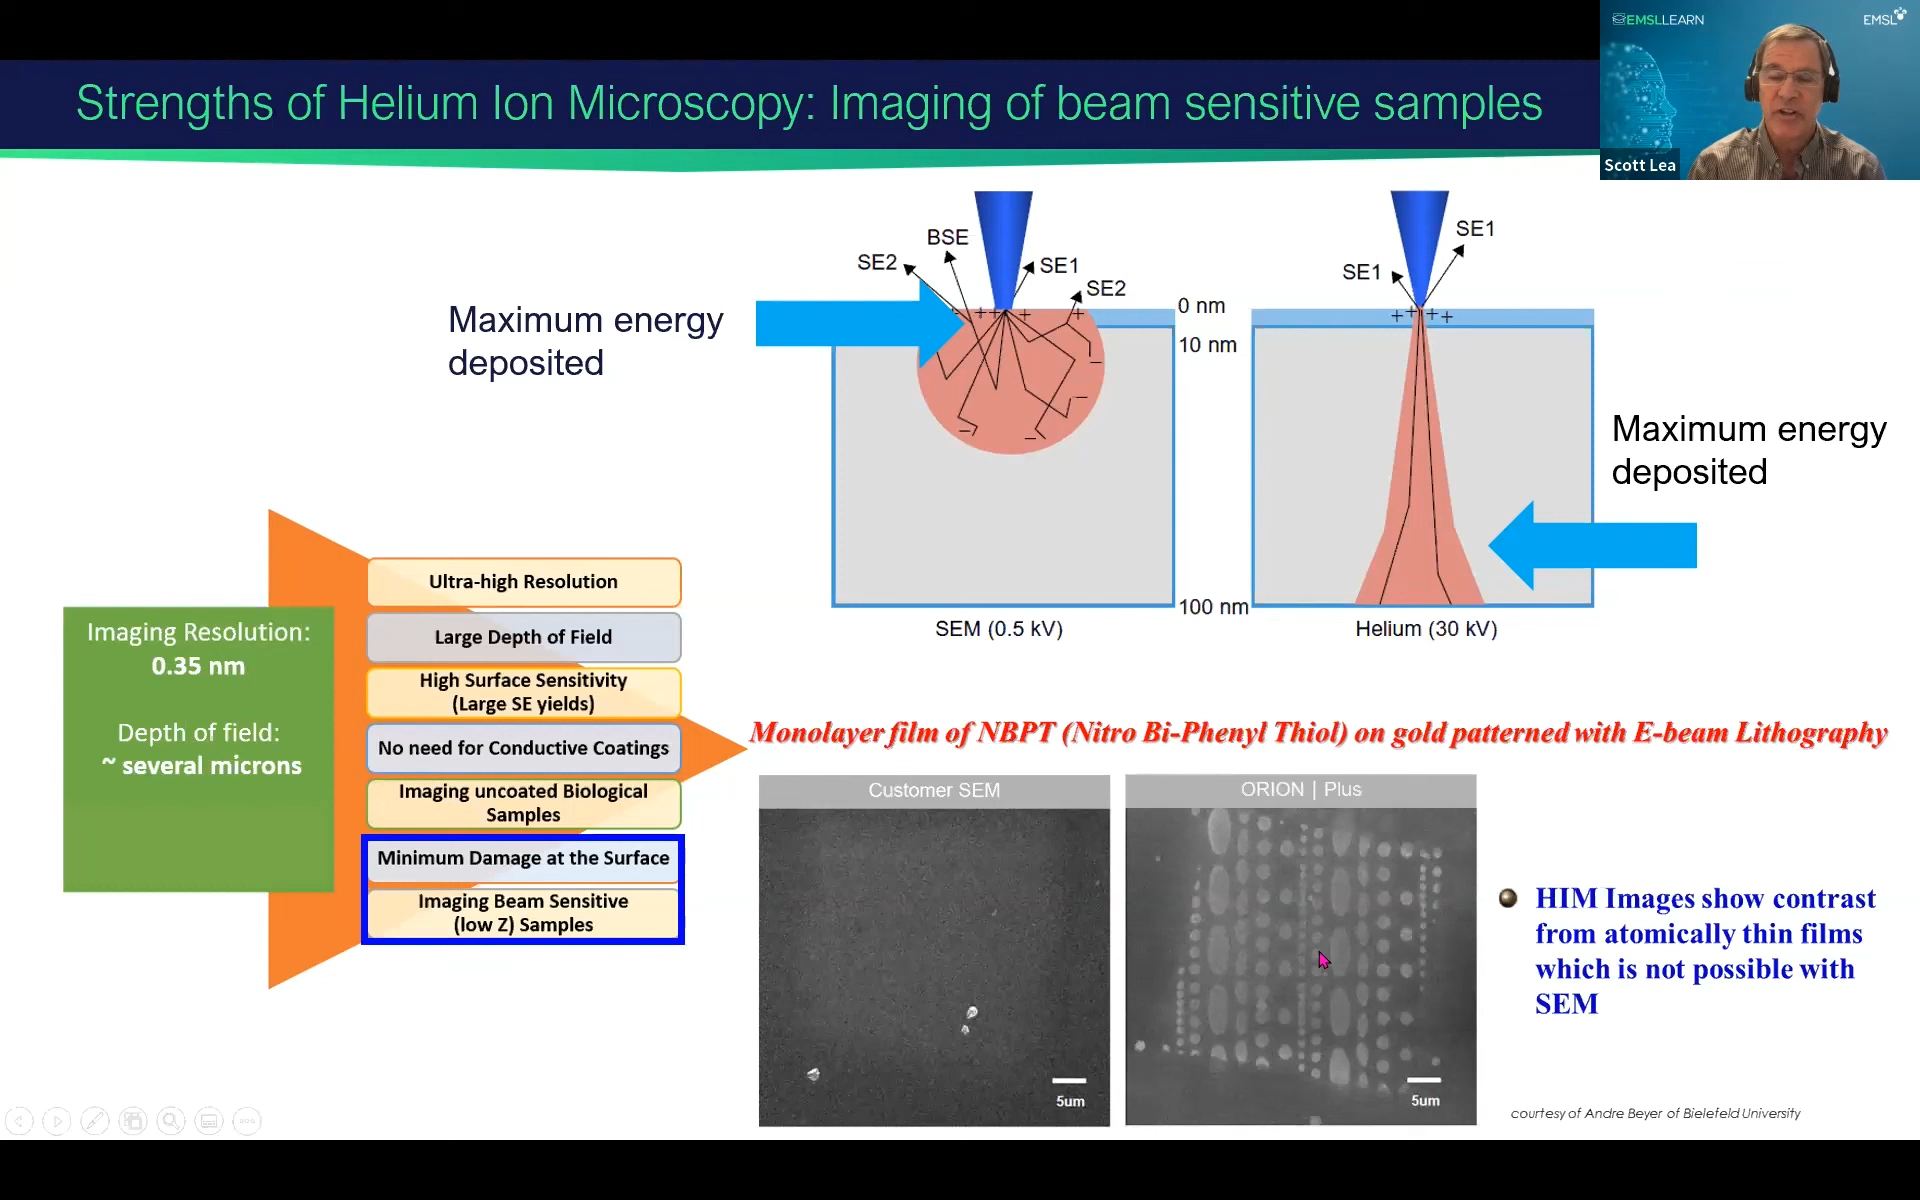 Strengths of Helium Ion Microscopy: Imaging of beam sensitive samples
EMSLLEARN
EMSL
Scott Lea
Maximum energy
deposited
SE2
BSE
SE1
SE2
SE1
SE1
0 nm
10 nm
100 nm
SEM (0.5 kV)
Helium (30 kV)
Maximum energy
deposited
Imaging Resolution:
0.35 nm
Depth of field:
~ several microns
Ultra-high Resolution
Large Depth of Field
High Surface Sensitivity
(Large SE yields)
No need for Conductive Coatings
Imaging uncoated Biological
Samples
Minimum Damage at the Surface
Imaging Beam Sensitive
(low Z) Samples
Monolayer film of NBPT (Nitro Bi-Phenyl Thiol) on gold patterned with E-beam Lithography
Customer SEM
5um
ORION | Plus
5um
HIM Images show contrast
from atomically thin films
which is not possible with
SEM
courtesy of Andre Beyer of Bielefeld University